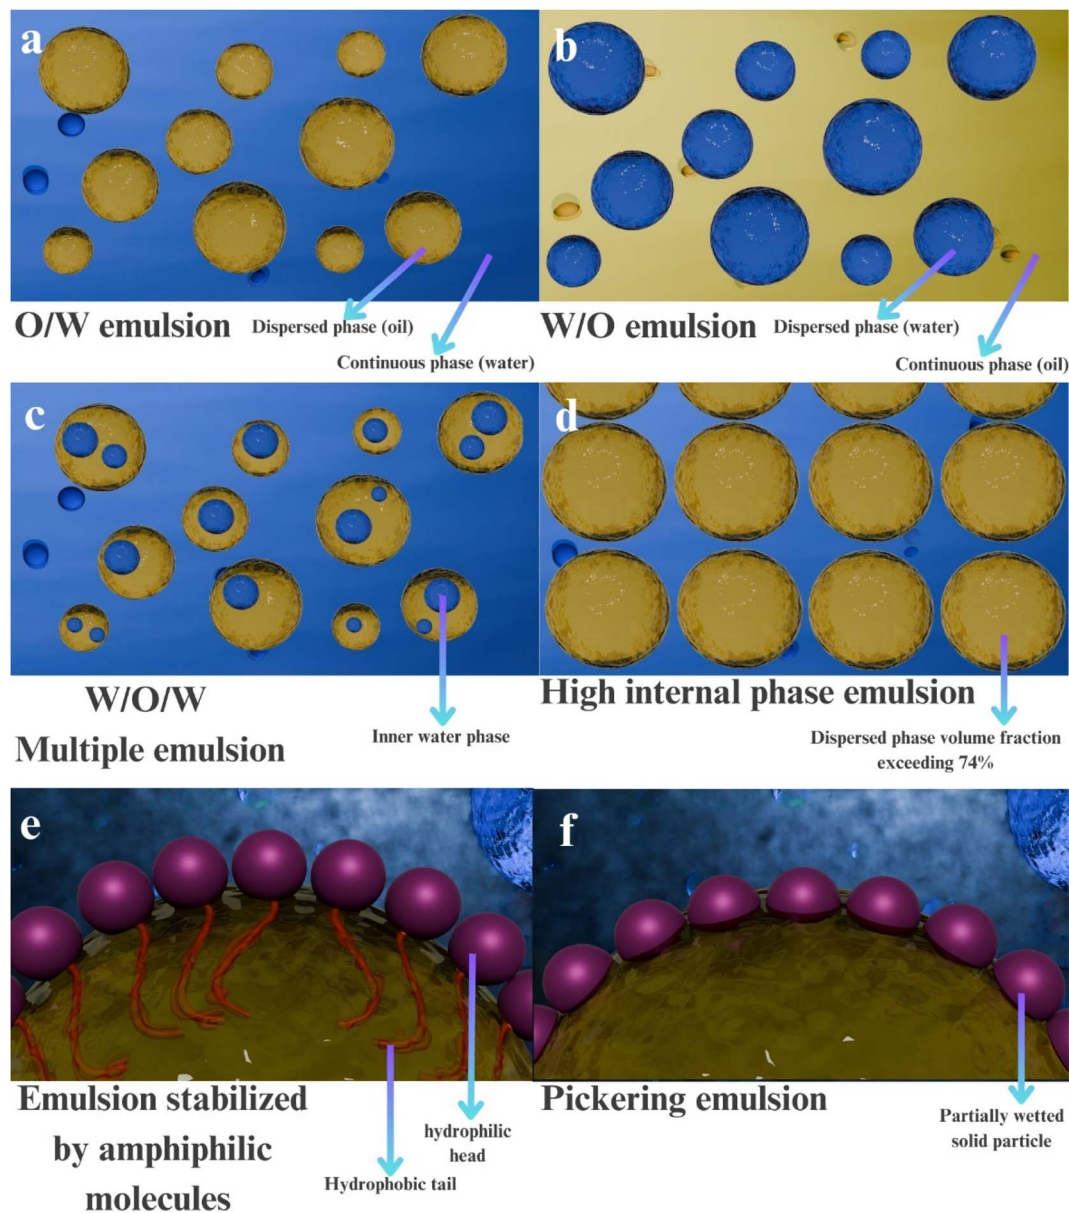 a
b
O/W emulsion
Dispersed phase (oil)
Continuous phase (water)
W/O emulsion
Dispersed phase (water)
Continuous phase (oil)
c
d
W/O/W
Multiple emulsion
Inner water phase
High internal phase emulsion
Dispersed phase volume fraction
exceeding 74%
e
f
Emulsion stabilized
by amphiphilic
molecules
hydrophilic
head
Hydrophobic tail
Pickering emulsion
Partially wetted
solid particle